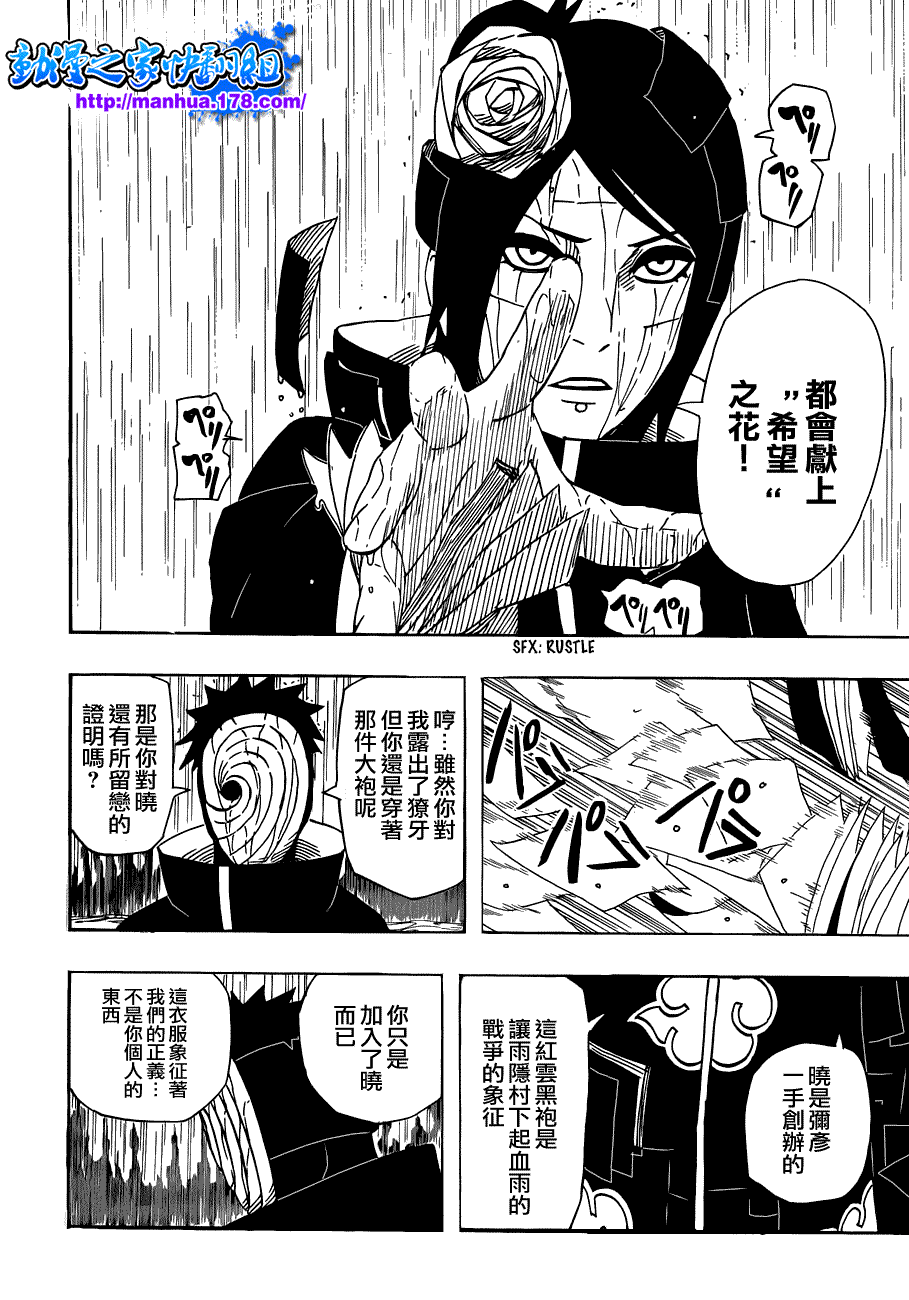 動漫之家快翻組
http://manhua.178.com/
ペリ
ペリ
都會獻上
”希望“
之花！
ペリ
ペリ
ペリ
ペリ
SFX: RUSTLE
パッ
パッ
哼…雖然你對
我露出了獠牙
但你還是穿著
那件大袍呢
那是你對曉
還有所留戀的
證明嗎？
曉是彌彥
一手創辦的
這紅雲黑袍是
讓雨隱村下起血雨的
戰爭的象征
你只是
加入了曉
而已
這衣服象征著
我們的正義…
不是你個人的
東西